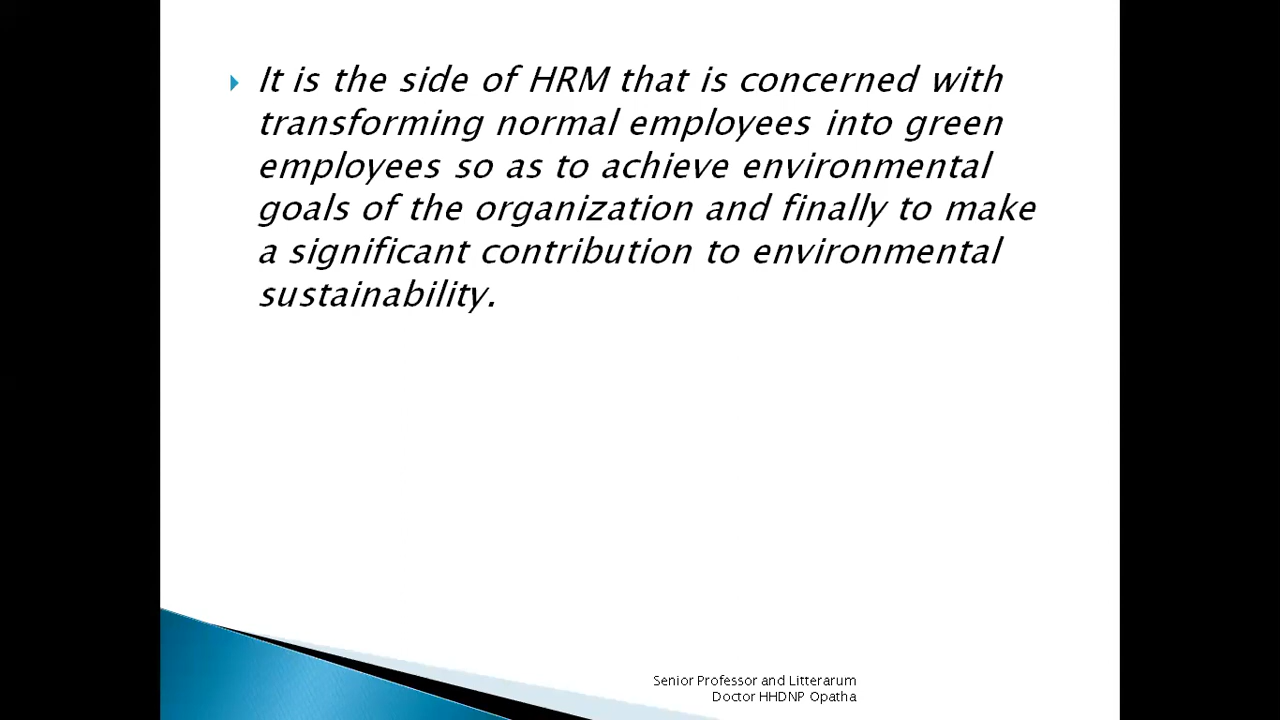 It is the side of HRM that is concerned with
transforming normal employees into green
employees so as to achieve environmental
goals of the organization and finally to make
a significant contribution to environmental
sustainability.
Senior Professor and Litterarum
Doctor HHDNP Opatha